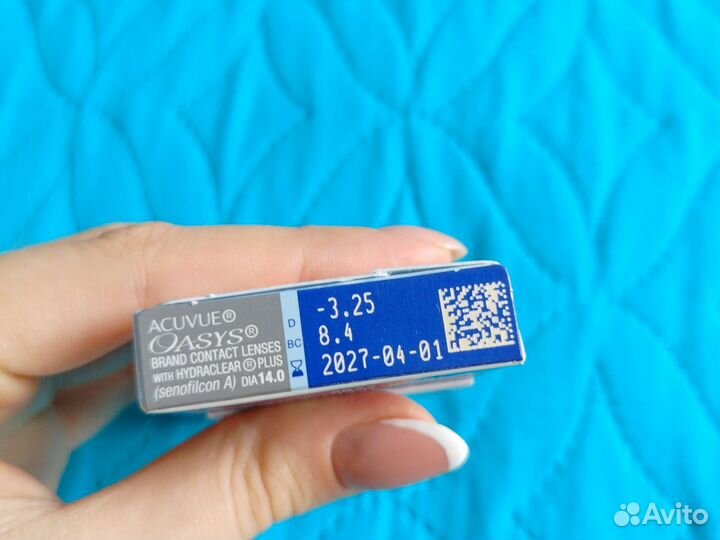 ACUVUE®
OASYS®
BRAND CONTACT LENSES
WITH HYDRACLEAR® PLUS
(senofilcon A) DIA 14.0
D -3.25
BC 8.4
2027-04-01
Avito